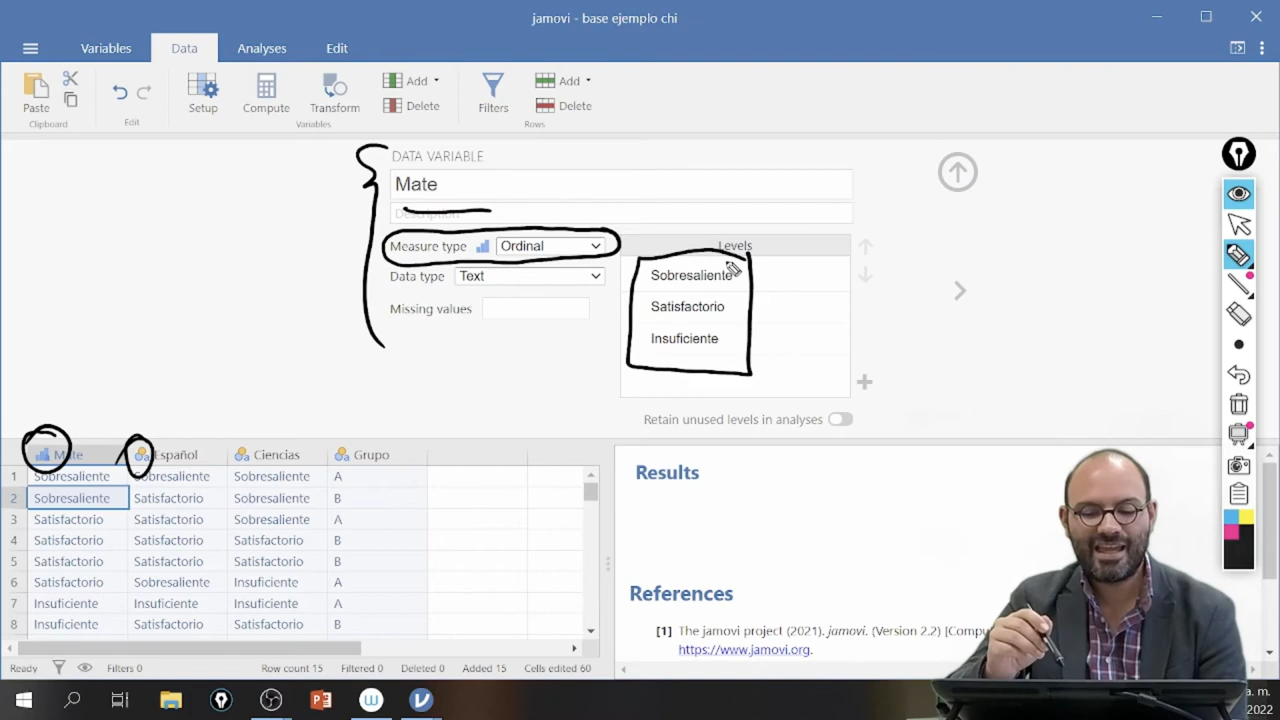 jamovi - base ejemplo chi
Variables Data Analyses Edit
Paste Setup Compute Transform Add Delete Filters Add Delete
Clipboard Edit Variables Rows
DATA VARIABLE
Mate
Description
Measure type Ordinal Levels
Data type Text Sobresaliente
Missing values Satisfactorio
Insuficiente
Retain unused levels in analyses
Mate Español Ciencias Grupo
1 Sobresaliente Sobresaliente Sobresaliente A
2 Sobresaliente Satisfactorio Sobresaliente B
3 Satisfactorio Satisfactorio Sobresaliente A
4 Satisfactorio Satisfactorio Satisfactorio B
5 Satisfactorio Satisfactorio Satisfactorio B
6 Satisfactorio Sobresaliente Insuficiente A
7 Insuficiente Insuficiente Insuficiente A
8 Insuficiente Satisfactorio Satisfactorio B
Ready Filters 0 Row count 15 Filtered 0 Deleted 0 Added 15 Cells edited 60
Results
References
[1] The jamovi project (2021). jamovi. (Version 2.2) [Compu
https://www.jamovi.org.
a. m.
2022